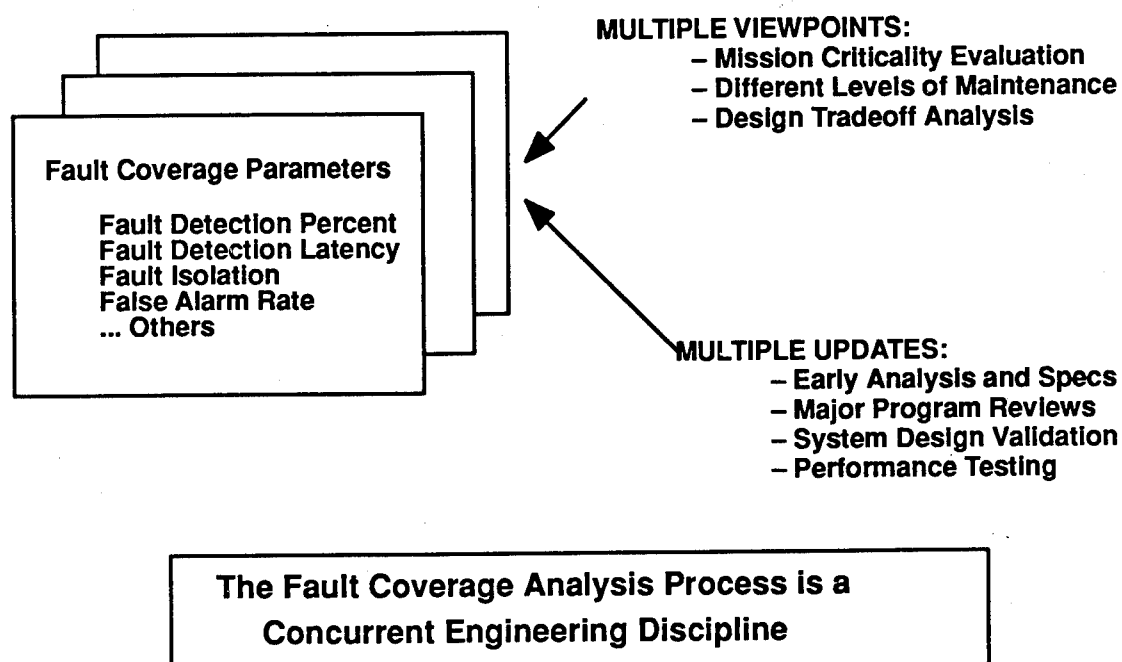 MULTIPLE VIEWPOINTS:
– Mission Criticality Evaluation
– Different Levels of Maintenance
– Design Tradeoff Analysis
Fault Coverage Parameters
Fault Detection Percent
Fault Detection Latency
Fault Isolation
False Alarm Rate
... Others
MULTIPLE UPDATES:
– Early Analysis and Specs
– Major Program Reviews
– System Design Validation
– Performance Testing
The Fault Coverage Analysis Process is a
Concurrent Engineering Discipline